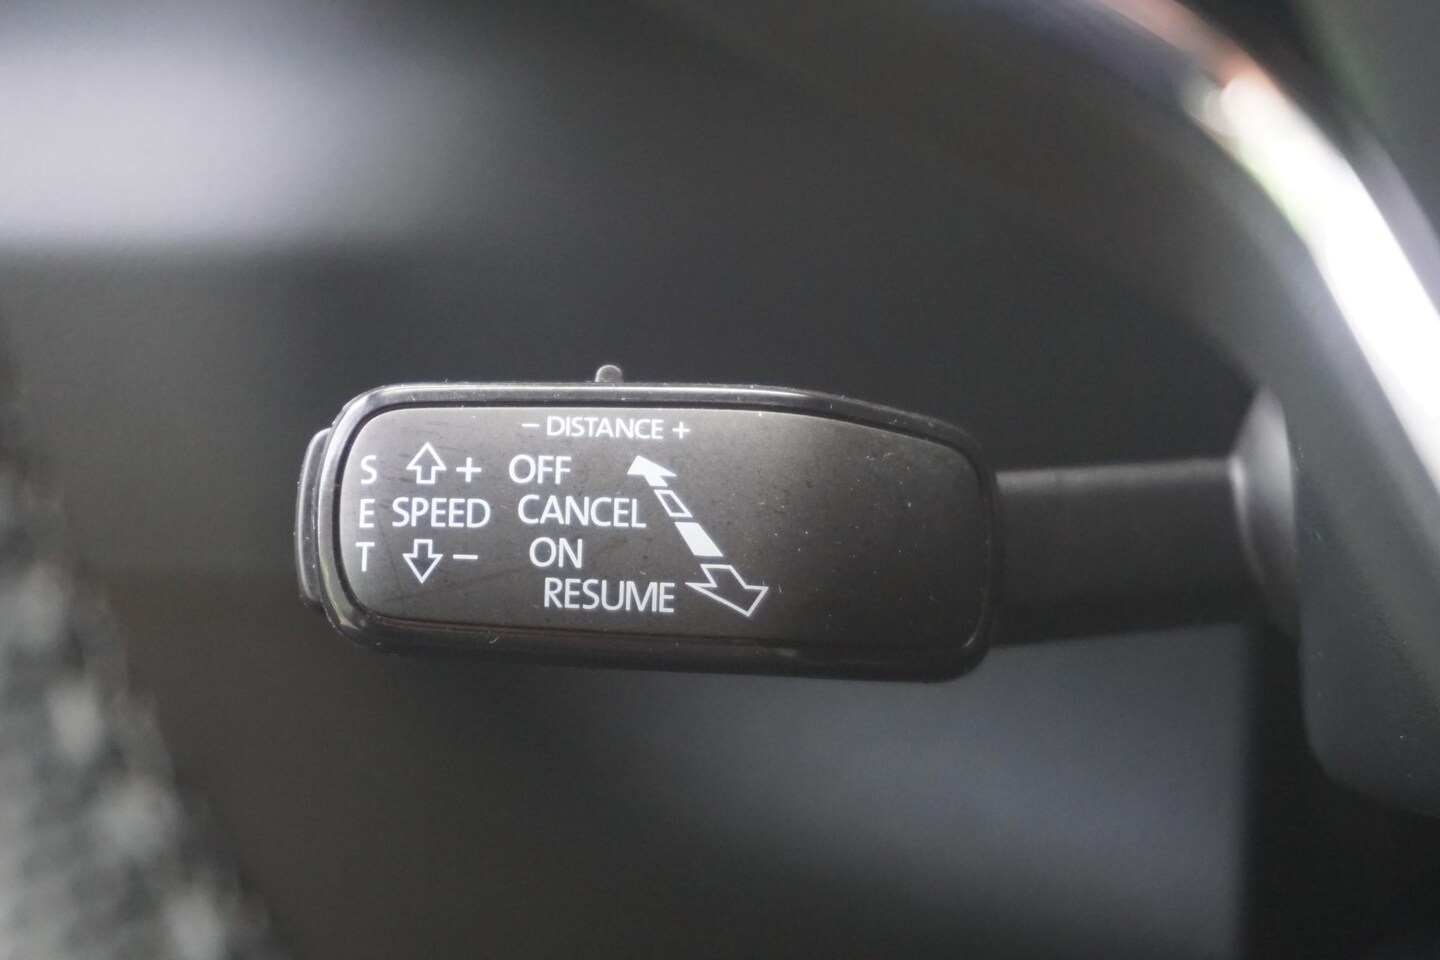 - DISTANCE +
S + OFF
E SPEED CANCEL
T - ON
RESUME